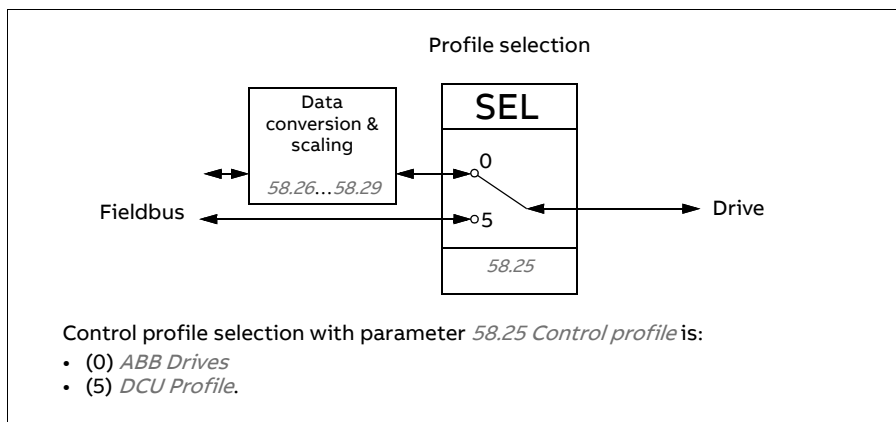 Profile selection
Data
conversion &
scaling
58.26...58.29
SEL
0
Fieldbus
5
Drive
58.25
Control profile selection with parameter 58.25 Control profile is:
• (0) ABB Drives
• (5) DCU Profile.